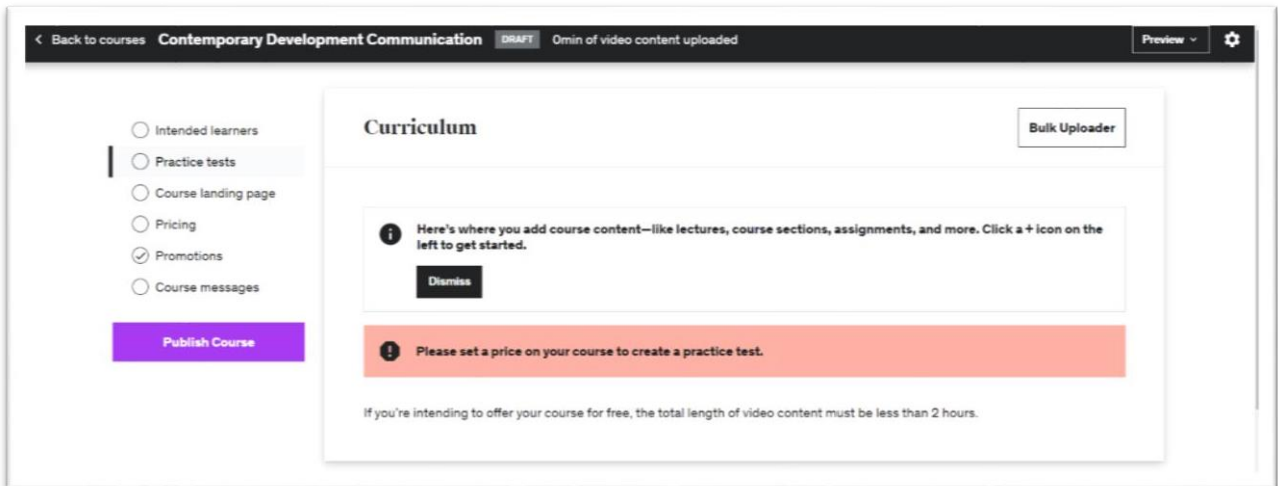 Back to courses Contemporary Development Communication DRAFT 0min of video content uploaded Preview
Intended learners
Practice tests
Course landing page
Pricing
Promotions
Course messages
Publish Course
Curriculum
Bulk Uploader
Here's where you add course content—like lectures, course sections, assignments, and more. Click a + icon on the
left to get started.
Dismiss
Please set a price on your course to create a practice test.
If you're intending to offer your course for free, the total length of video content must be less than 2 hours.